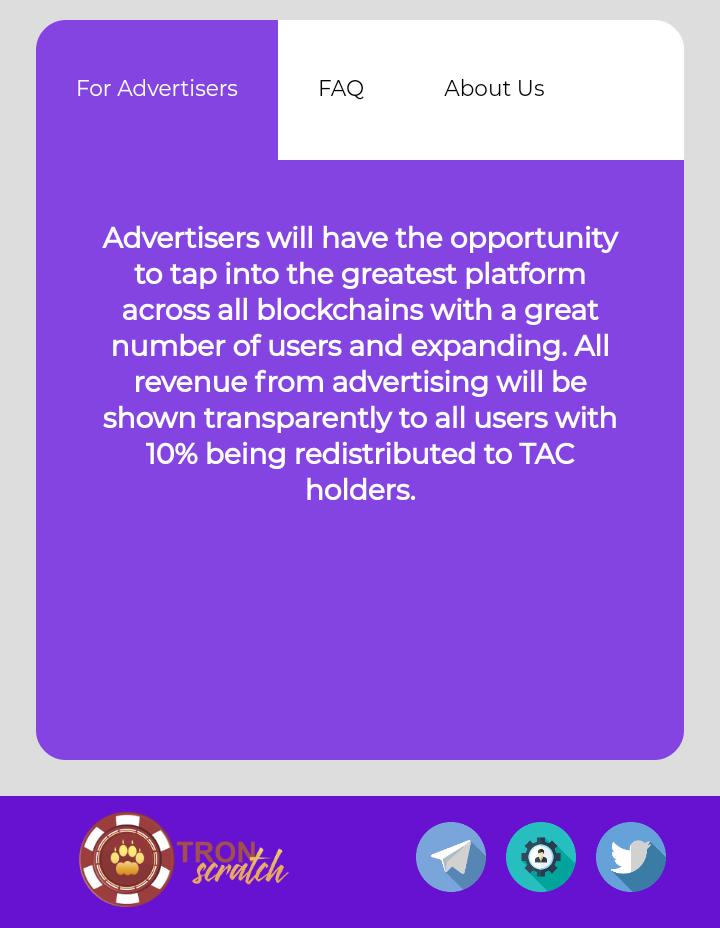 For Advertisers
FAQ
About Us
Advertisers will have the opportunity
to tap into the greatest platform
across all blockchains with a great
number of users and expanding. All
revenue from advertising will be
shown transparently to all users with
10% being redistributed to TAC
holders.
TRON
scratch